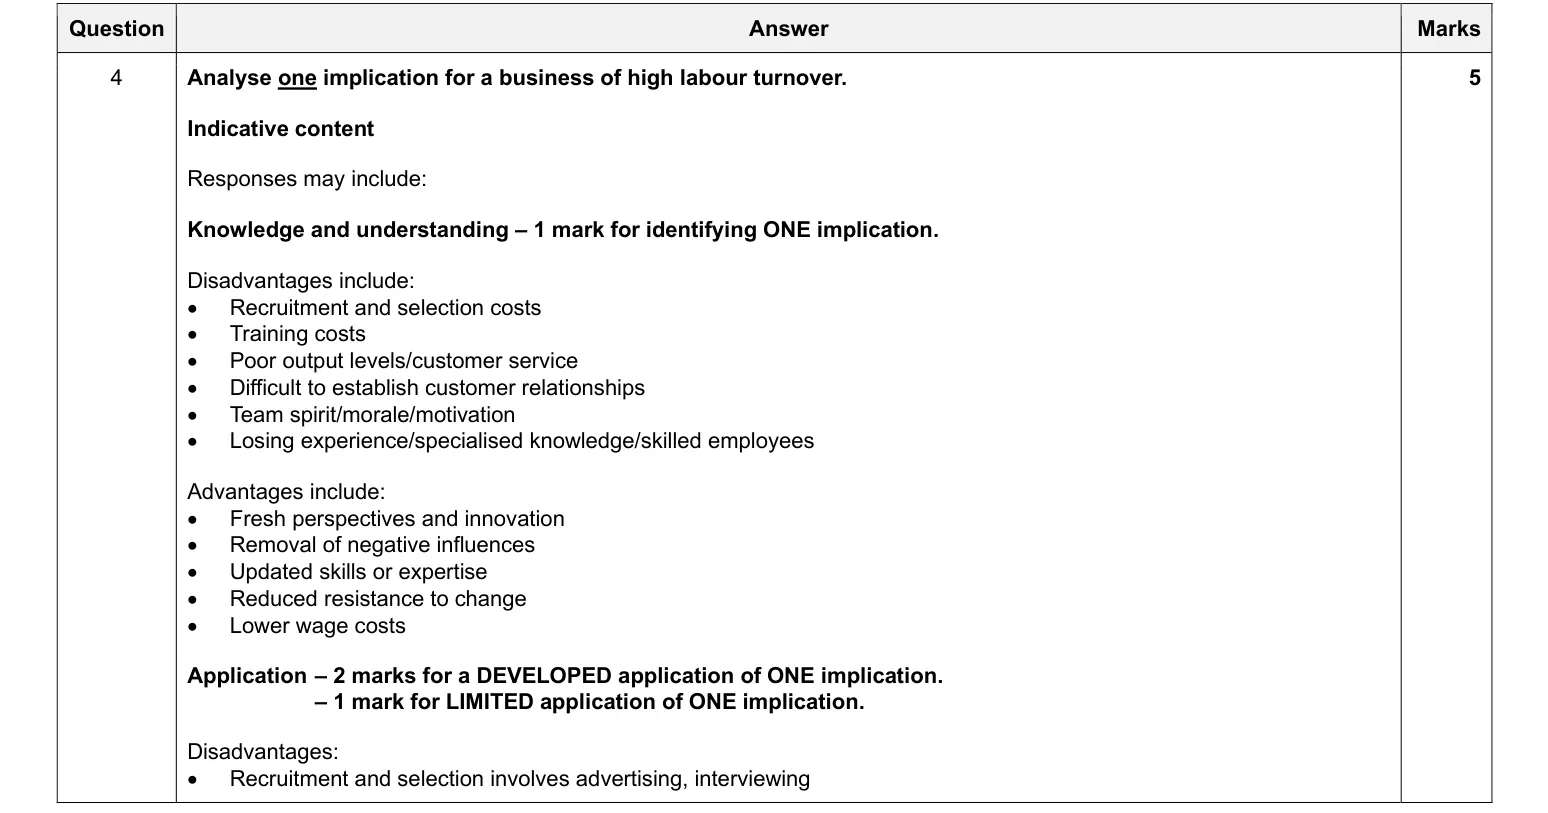 Question Answer Marks
4 Analyse one implication for a business of high labour turnover. 5
Indicative content
Responses may include:
Knowledge and understanding – 1 mark for identifying ONE implication.
Disadvantages include:
• Recruitment and selection costs
• Training costs
• Poor output levels/customer service
• Difficult to establish customer relationships
• Team spirit/morale/motivation
• Losing experience/specialised knowledge/skilled employees
Advantages include:
• Fresh perspectives and innovation
• Removal of negative influences
• Updated skills or expertise
• Reduced resistance to change
• Lower wage costs
Application – 2 marks for a DEVELOPED application of ONE implication.
– 1 mark for LIMITED application of ONE implication.
Disadvantages:
• Recruitment and selection involves advertising, interviewing